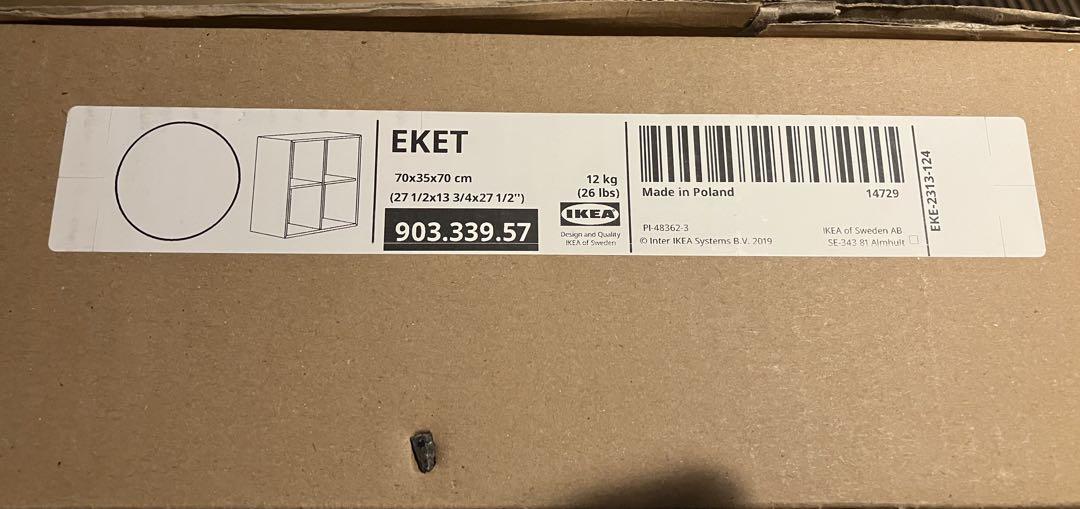 EKET
70x35x70 cm
(27 1/2x13 3/4x27 1/2'')
903.339.57
12 kg
(26 lbs)
IKEA
Design and Quality
IKEA of Sweden
Made in Poland
14729
PI-48362-3
© Inter IKEA Systems B.V. 2019
IKEA of Sweden AB
SE-343 81 Älmhult
EKE-2313-124